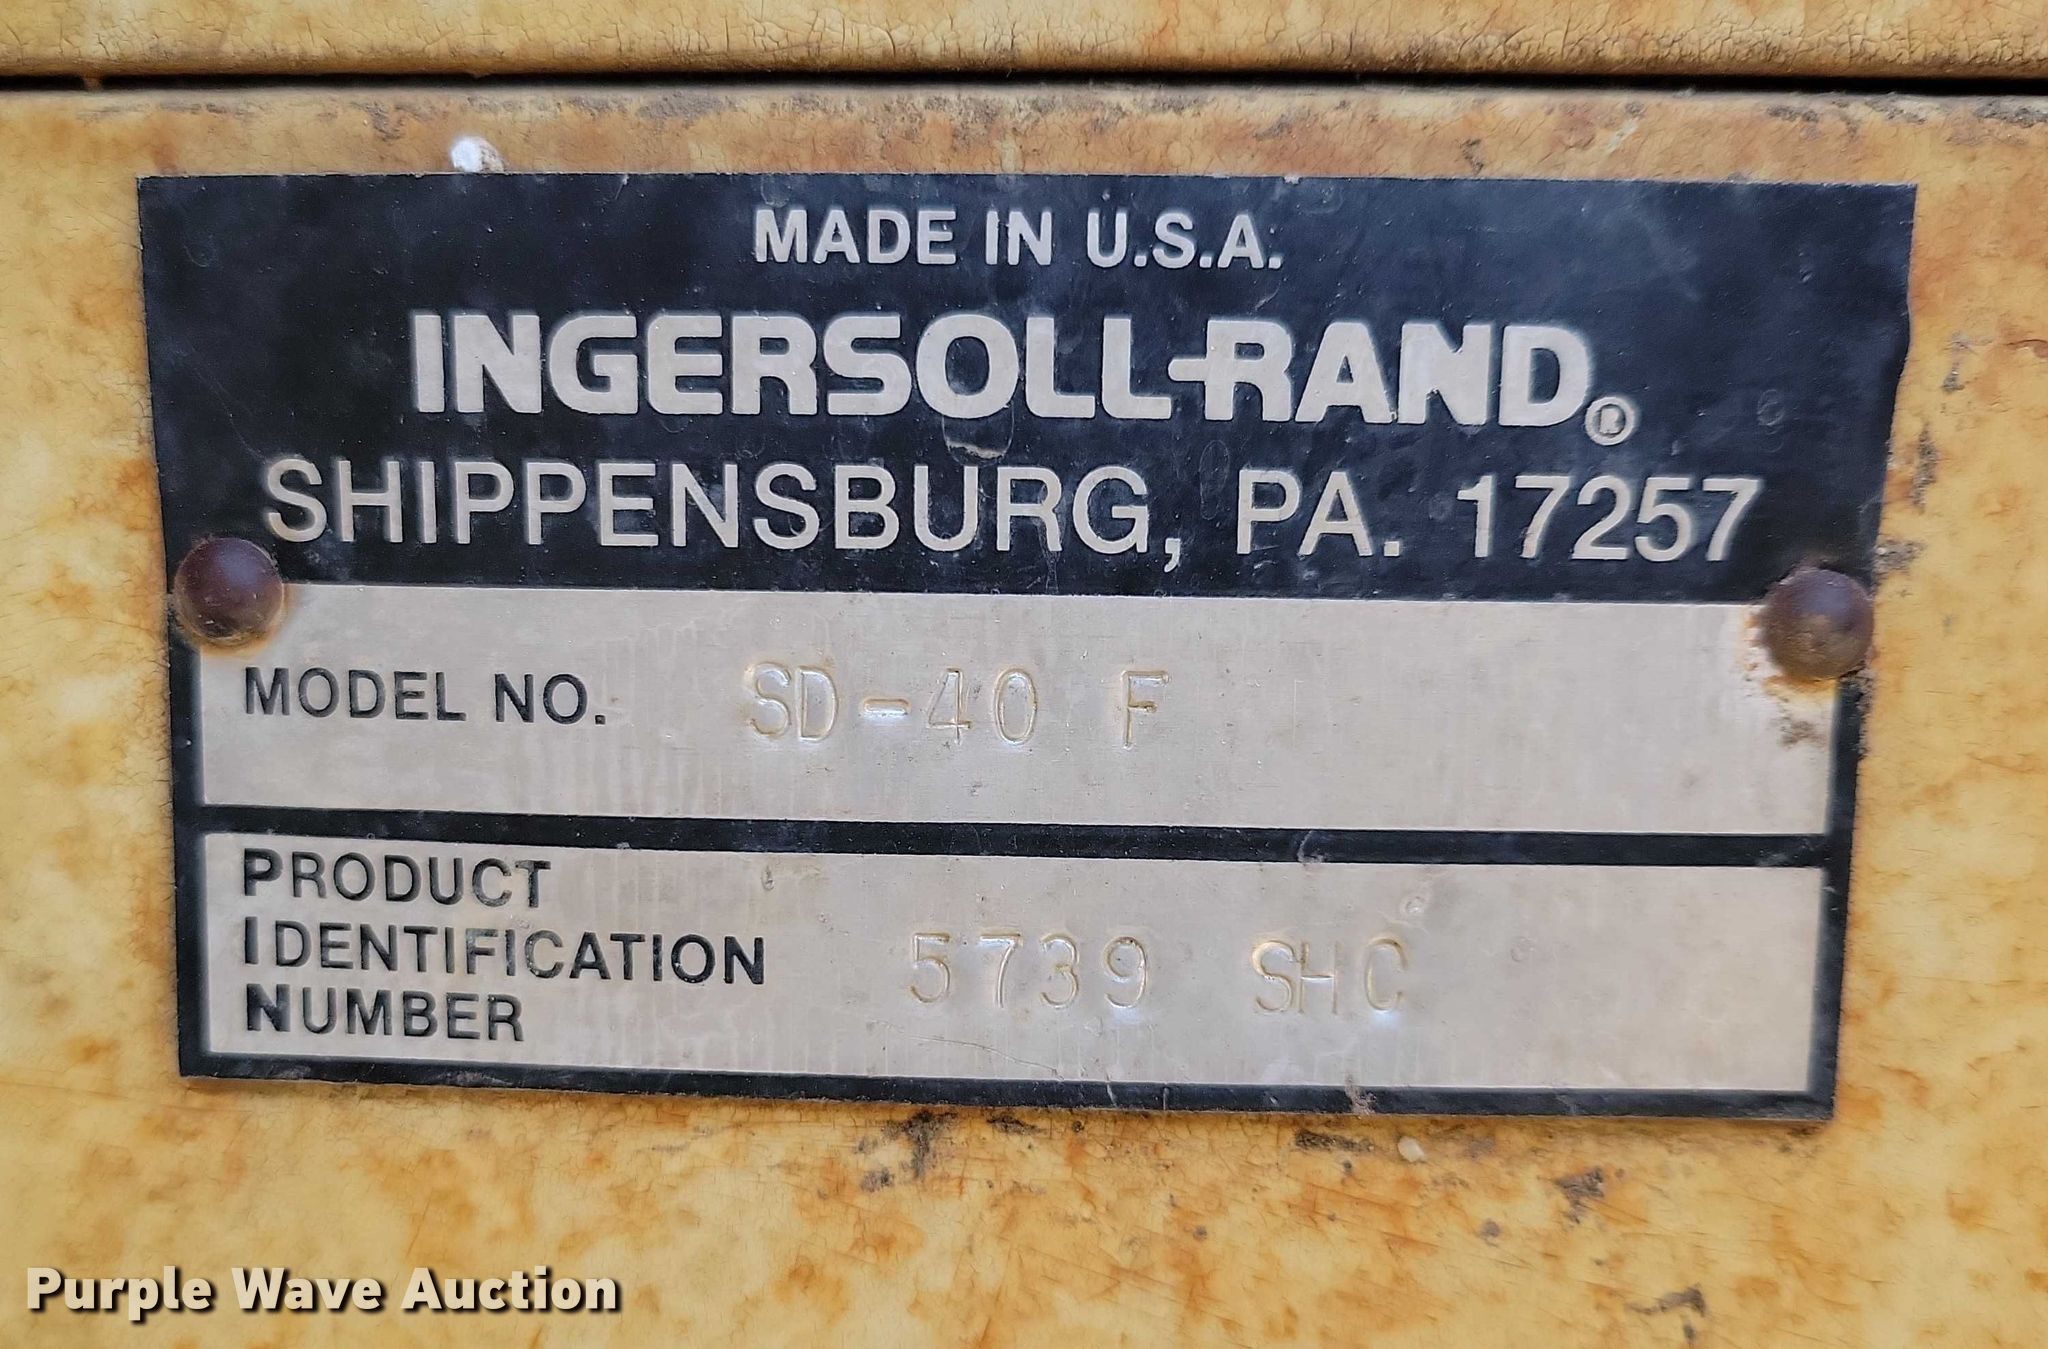 MADE IN U.S.A.
INGERSOLL-RAND®
SHIPPENSBURG, PA. 17257
MODEL NO. SD-40 F
PRODUCT
IDENTIFICATION
NUMBER
5739 SHC
Purple Wave Auction